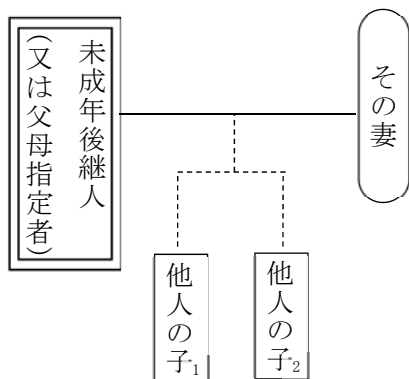 未成年後継人
(又は父母指定者)
その妻
他人の子1
他人の子2